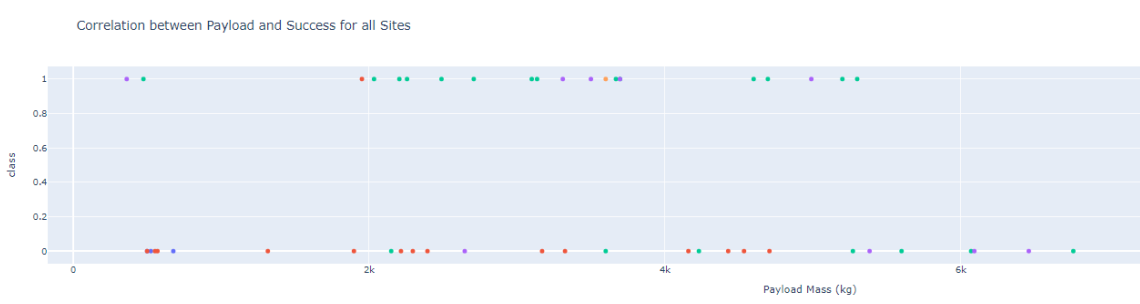 Correlation between Payload and Success for all Sites
1
0.8
0.6
0.4
0.2
0
class
0 2k 4k 6k
Payload Mass (kg)